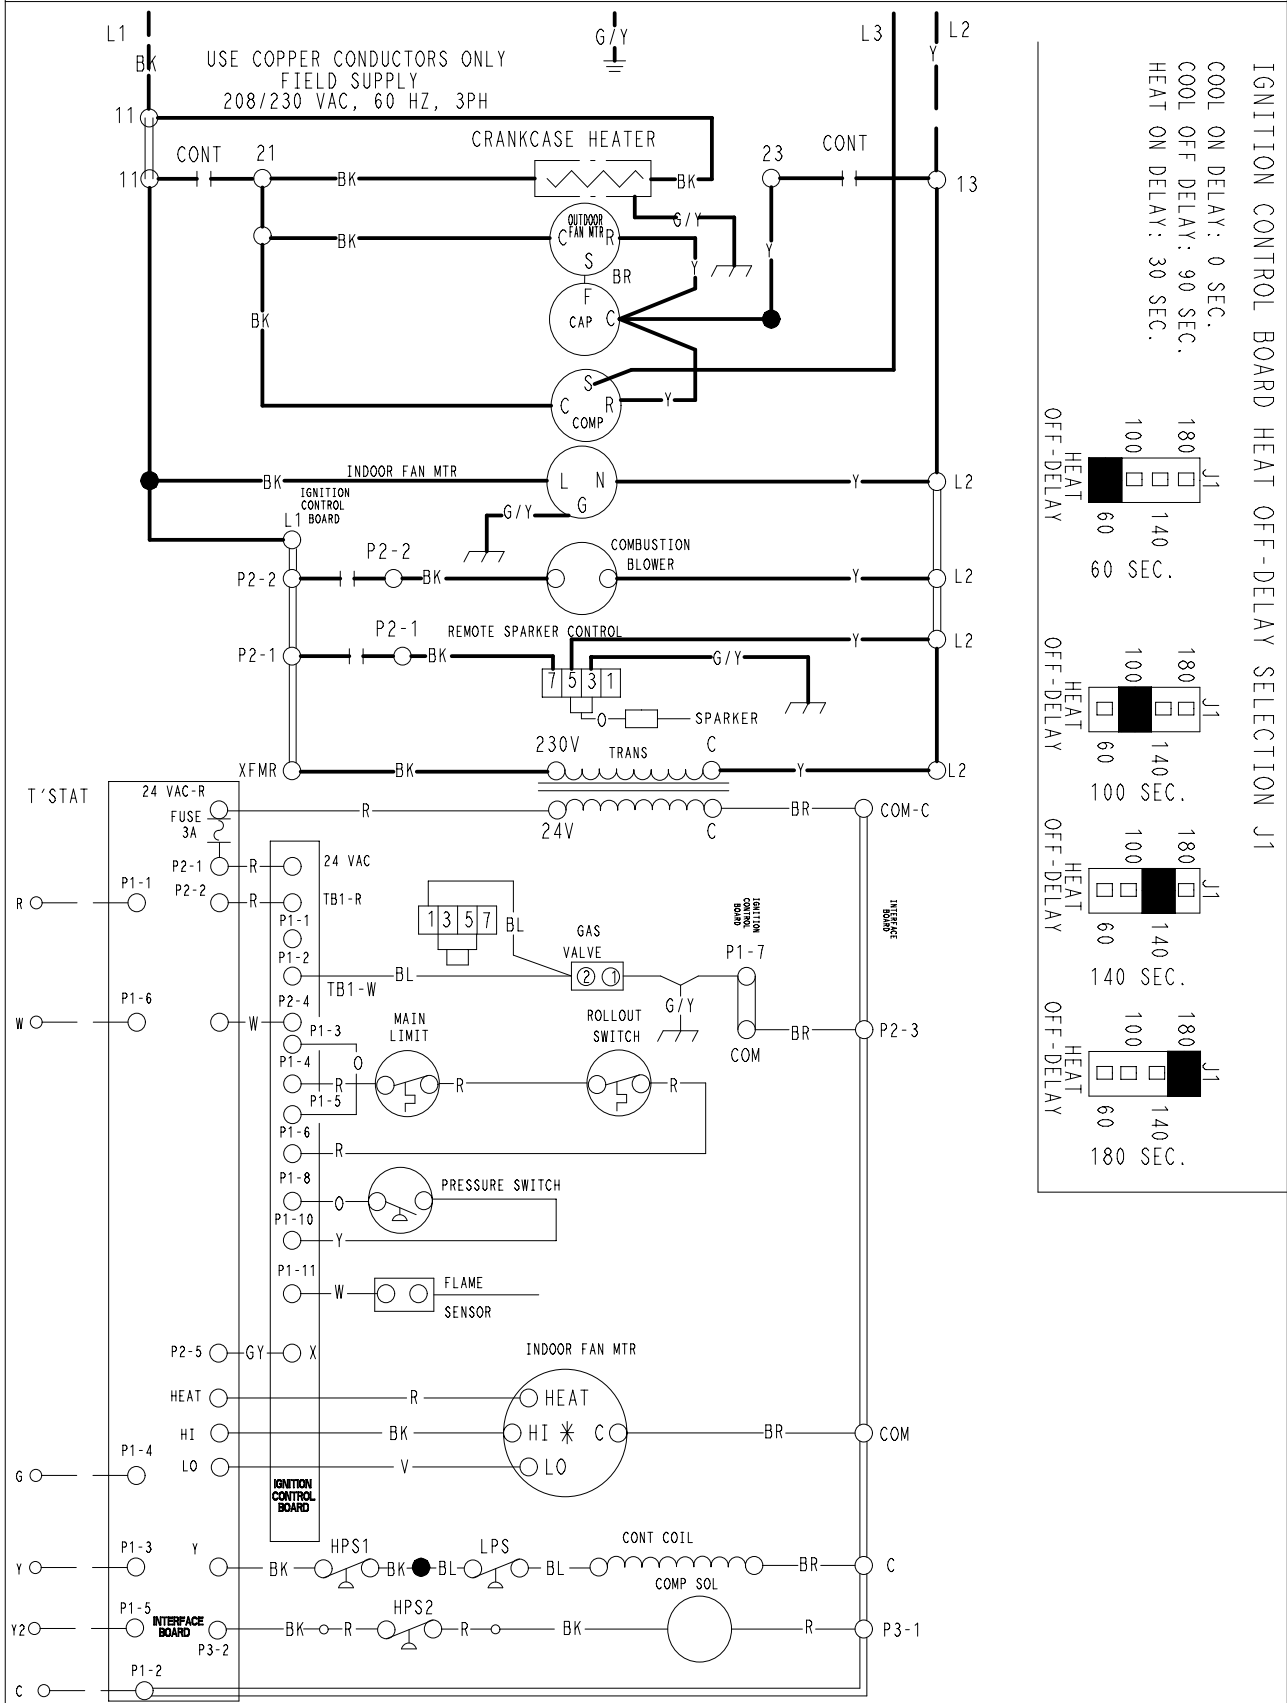 L1
G/Y
L3
L2
BK
Y
USE COPPER CONDUCTORS ONLY
FIELD SUPPLY
208/230 VAC, 60 HZ, 3PH
11
CRANKCASE HEATER
CONT
21
23
CONT
11
BK
BK
13
G/Y
OUTDOOR
FAN MTR
C
R
S
BK
Y
Y
BR
F
CAP
C
BK
S
C
R
COMP
Y
INDOOR FAN MTR
BK
L
N
G
Y
L2
IGNITION
CONTROL
BOARD
L1
G/Y
COMBUSTION
BLOWER
P2-2
P2-2
BK
Y
L2
P2-1
REMOTE SPARKER CONTROL
Y
L2
P2-1
BK
G/Y
7 5 3 1
O
SPARKER
230V
TRANS
C
XFMR
BK
Y
L2
T'STAT
24 VAC-R
FUSE
3A
R
24V
C
BR
COM-C
P2-1
R
24 VAC
P1-1
P2-2
R
TB1-R
R
P1-1
1 3 5 7
BL
GAS
VALVE
IGNITION
CONTROL
BOARD
INTERFACE
BOARD
P1-2
BL
2 1
P1-7
TB1-W
P1-6
P2-4
G/Y
W
W
P1-3
MAIN
LIMIT
ROLLOUT
SWITCH
COM
BR
P2-3
O
P1-4
R
R
R
P1-5
P1-6
R
P1-8
PRESSURE SWITCH
O
P1-10
Y
P1-11
W
FLAME
SENSOR
P2-5
GY
X
INDOOR FAN MTR
HEAT
R
HEAT
HI
BK
HI
*
C
BR
COM
P1-4
LO
V
LO
G
IGNITION
CONTROL
BOARD
P1-3
Y
HPS1
LPS
CONT COIL
Y
BK
BK
BL
BL
BR
C
COMP SOL
P1-5
INTERFACE
BOARD
HPS2
Y2
P3-2
BK
R
R
BK
R
P3-1
P1-2
C
IGNITION CONTROL BOARD HEAT OFF-DELAY SELECTION J1
COOL ON DELAY: 0 SEC.
COOL OFF DELAY: 90 SEC.
HEAT ON DELAY: 30 SEC.
J1
180
100
140
60
HEAT
OFF-DELAY
60 SEC.
J1
180
100
140
60
HEAT
OFF-DELAY
100 SEC.
J1
180
100
140
60
HEAT
OFF-DELAY
140 SEC.
J1
180
100
140
60
HEAT
OFF-DELAY
180 SEC.